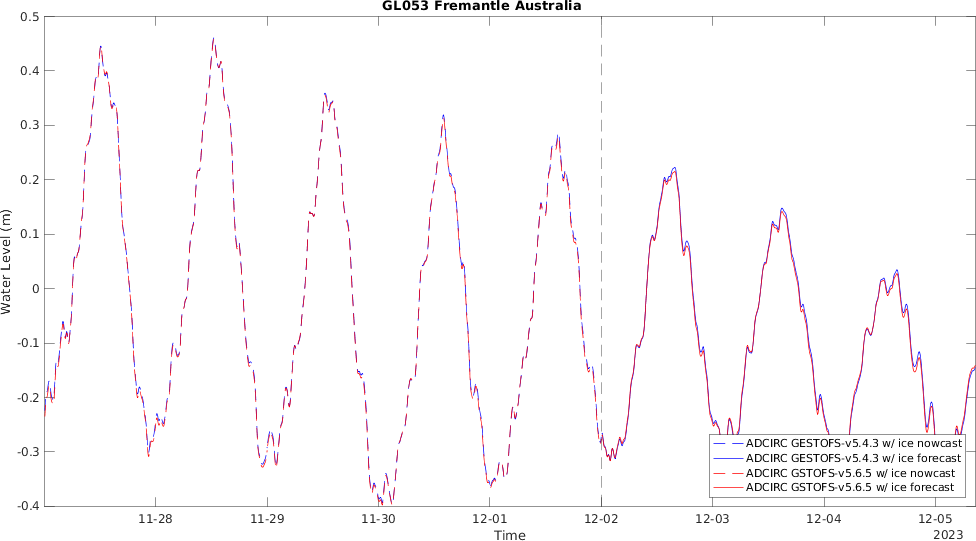 GL053 Fremantle Australia
0.5
0.4
0.3
0.2
0.1
0
-0.1
-0.2
-0.3
-0.4
Water Level (m)
11-28 11-29 11-30 12-01 12-02 12-03 12-04 12-05
Time
2023
ADCIRC GESTOFS-v5.4.3 w/ ice nowcast
ADCIRC GESTOFS-v5.4.3 w/ ice forecast
ADCIRC GSTOFS-v5.6.5 w/ ice nowcast
ADCIRC GSTOFS-v5.6.5 w/ ice forecast